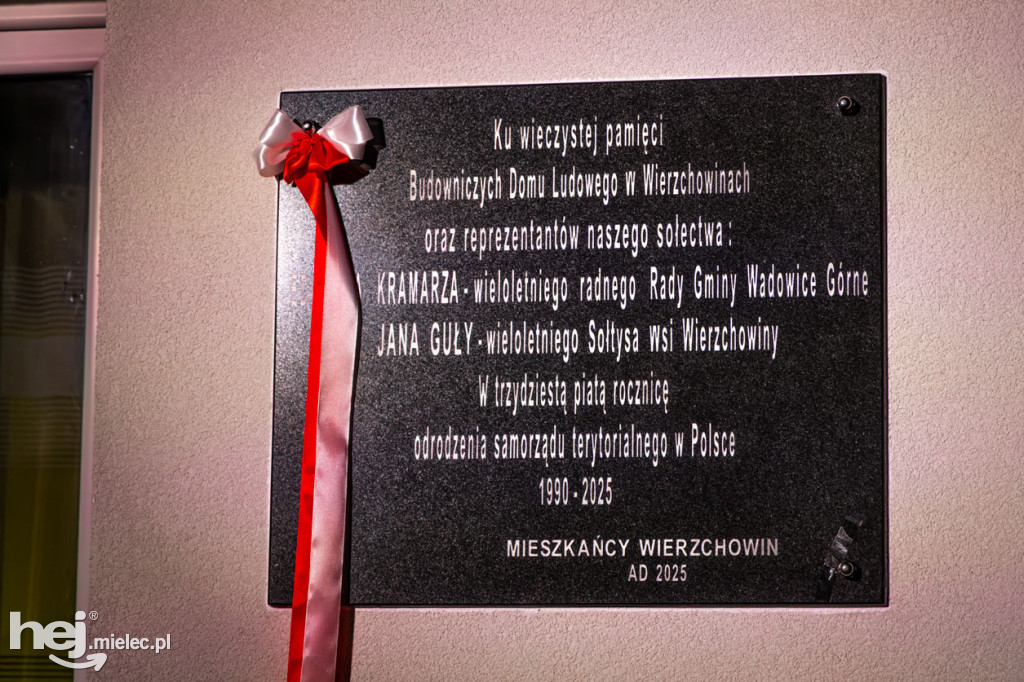 Ku wieczystej pamięci
Budowniczych Domu Ludowego w Wierzchowinach
oraz reprezentantów naszego sołectwa :
KRAMARZA - wieloletniego radnego Rady Gminy Wadowice Górne
JANA GUŁY - wieloletniego Sołtysa wsi Wierzchowiny
W trzydziestą piatą rocznicę
odrodzenia samorządu terytorialnego w Polsce
1990 - 2025
MIESZKAŃCY WIERZCHOWIN
AD 2025
hej.mielec.pl